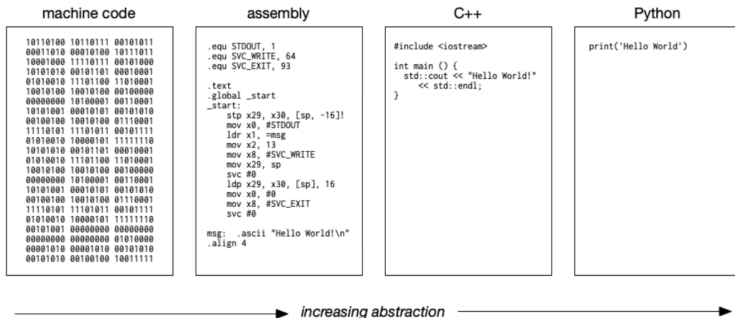 machine code
10110100 10110111 00101011
00011010 00010100 10111011
10001000 11110111 00101000
10101010 00101101 00010001
01010010 11101100 11010001
10010100 10010100 00100000
00000000 10100001 00110001
10101001 00010101 00101010
00100100 10010100 01110001
11110101 11101011 00101111
01010010 10000101 11111110
10101010 00101101 00010001
01010010 11101100 11010001
10010100 10010100 00100000
00000000 10100001 00110001
10101001 00010101 00101010
00100100 10010100 01110001
11110101 11101011 00101111
01010010 10000101 11111110
00101001 00000000 00000000
00000000 00000000 01010000
00001010 00001010 00101010
00101010 00100100 10011111
assembly
.equ STDOUT, 1
.equ SVC_WRITE, 64
.equ SVC_EXIT, 93
.text
.global _start
_start:
stp x29, x30, [sp, -16]!
mov x0, #STDOUT
ldr x1, =msg
mov x2, 13
mov x8, #SVC_WRITE
mov x29, sp
svc #0
ldp x29, x30, [sp], 16
mov x0, #0
mov x8, #SVC_EXIT
svc #0
msg: .ascii "Hello World!\n"
.align 4
C++
#include <iostream>
int main () {
std::cout << "Hello World!"
<< std::endl;
}
Python
print('Hello World')
increasing abstraction